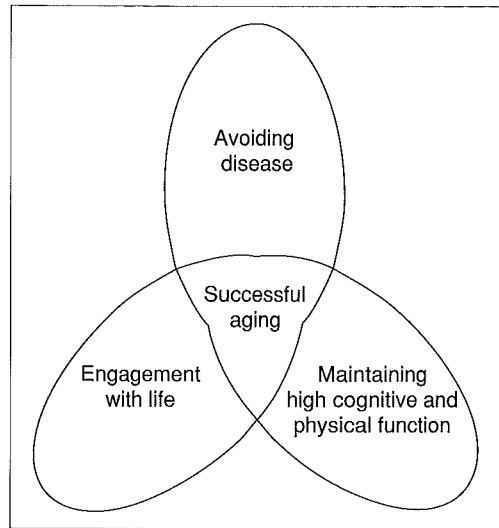 Avoiding
disease
Successful
aging
Engagement
with life
Maintaining
high cognitive and
physical function